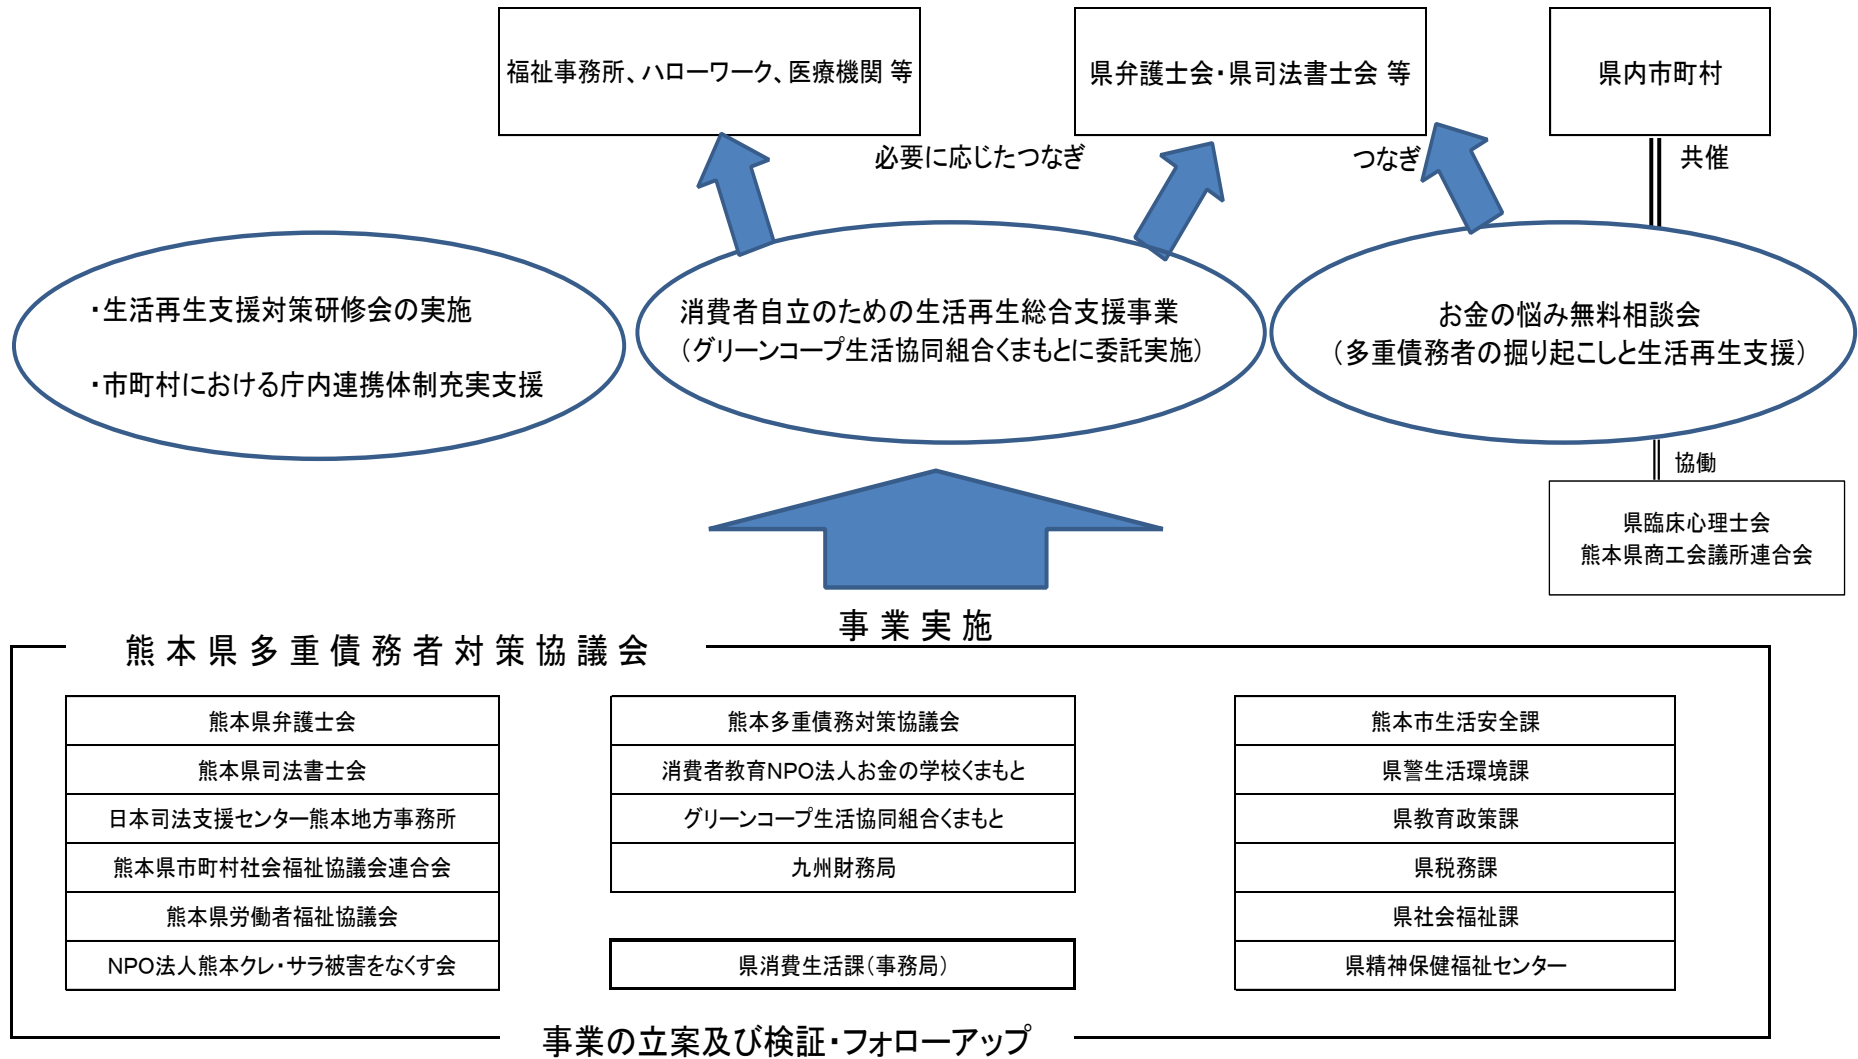 福祉事務所、ハローワーク、医療機関 等
県弁護士会・県司法書士会 等
県内市町村
必要に応じたつなぎ
つなぎ
共催
・生活再生支援対策研修会の実施
・市町村における庁内連携体制充実支援
消費者自立のための生活再生総合支援事業
（グリーンコープ生活協同組合くまもとに委託実施）
お金の悩み無料相談会
（多重債務者の掘り起こしと生活再生支援）
協働
県臨床心理士会
熊本県商工会議所連合会
事業実施
熊本県多重債務者対策協議会
熊本県弁護士会
熊本県司法書士会
日本司法支援センター熊本地方事務所
熊本県市町村社会福祉協議会連合会
熊本県労働者福祉協議会
NPO法人熊本クレ・サラ被害をなくす会
熊本多重債務対策協議会
消費者教育NPO法人お金の学校くまもと
グリーンコープ生活協同組合くまもと
九州財務局
県消費生活課（事務局）
熊本市生活安全課
県警生活環境課
県教育政策課
県税務課
県社会福祉課
県精神保健福祉センター
事業の立案及び検証・フォローアップ